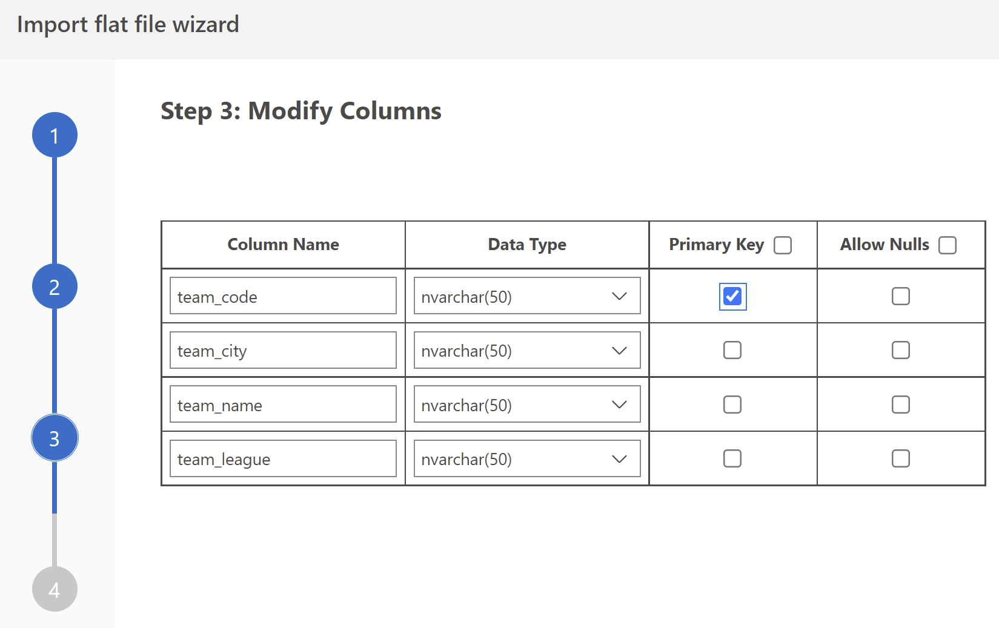 Import flat file wizard
1
2
3
4
Step 3: Modify Columns
Column Name Data Type Primary Key Allow Nulls
team_code nvarchar(50)
team_city nvarchar(50)
team_name nvarchar(50)
team_league nvarchar(50)